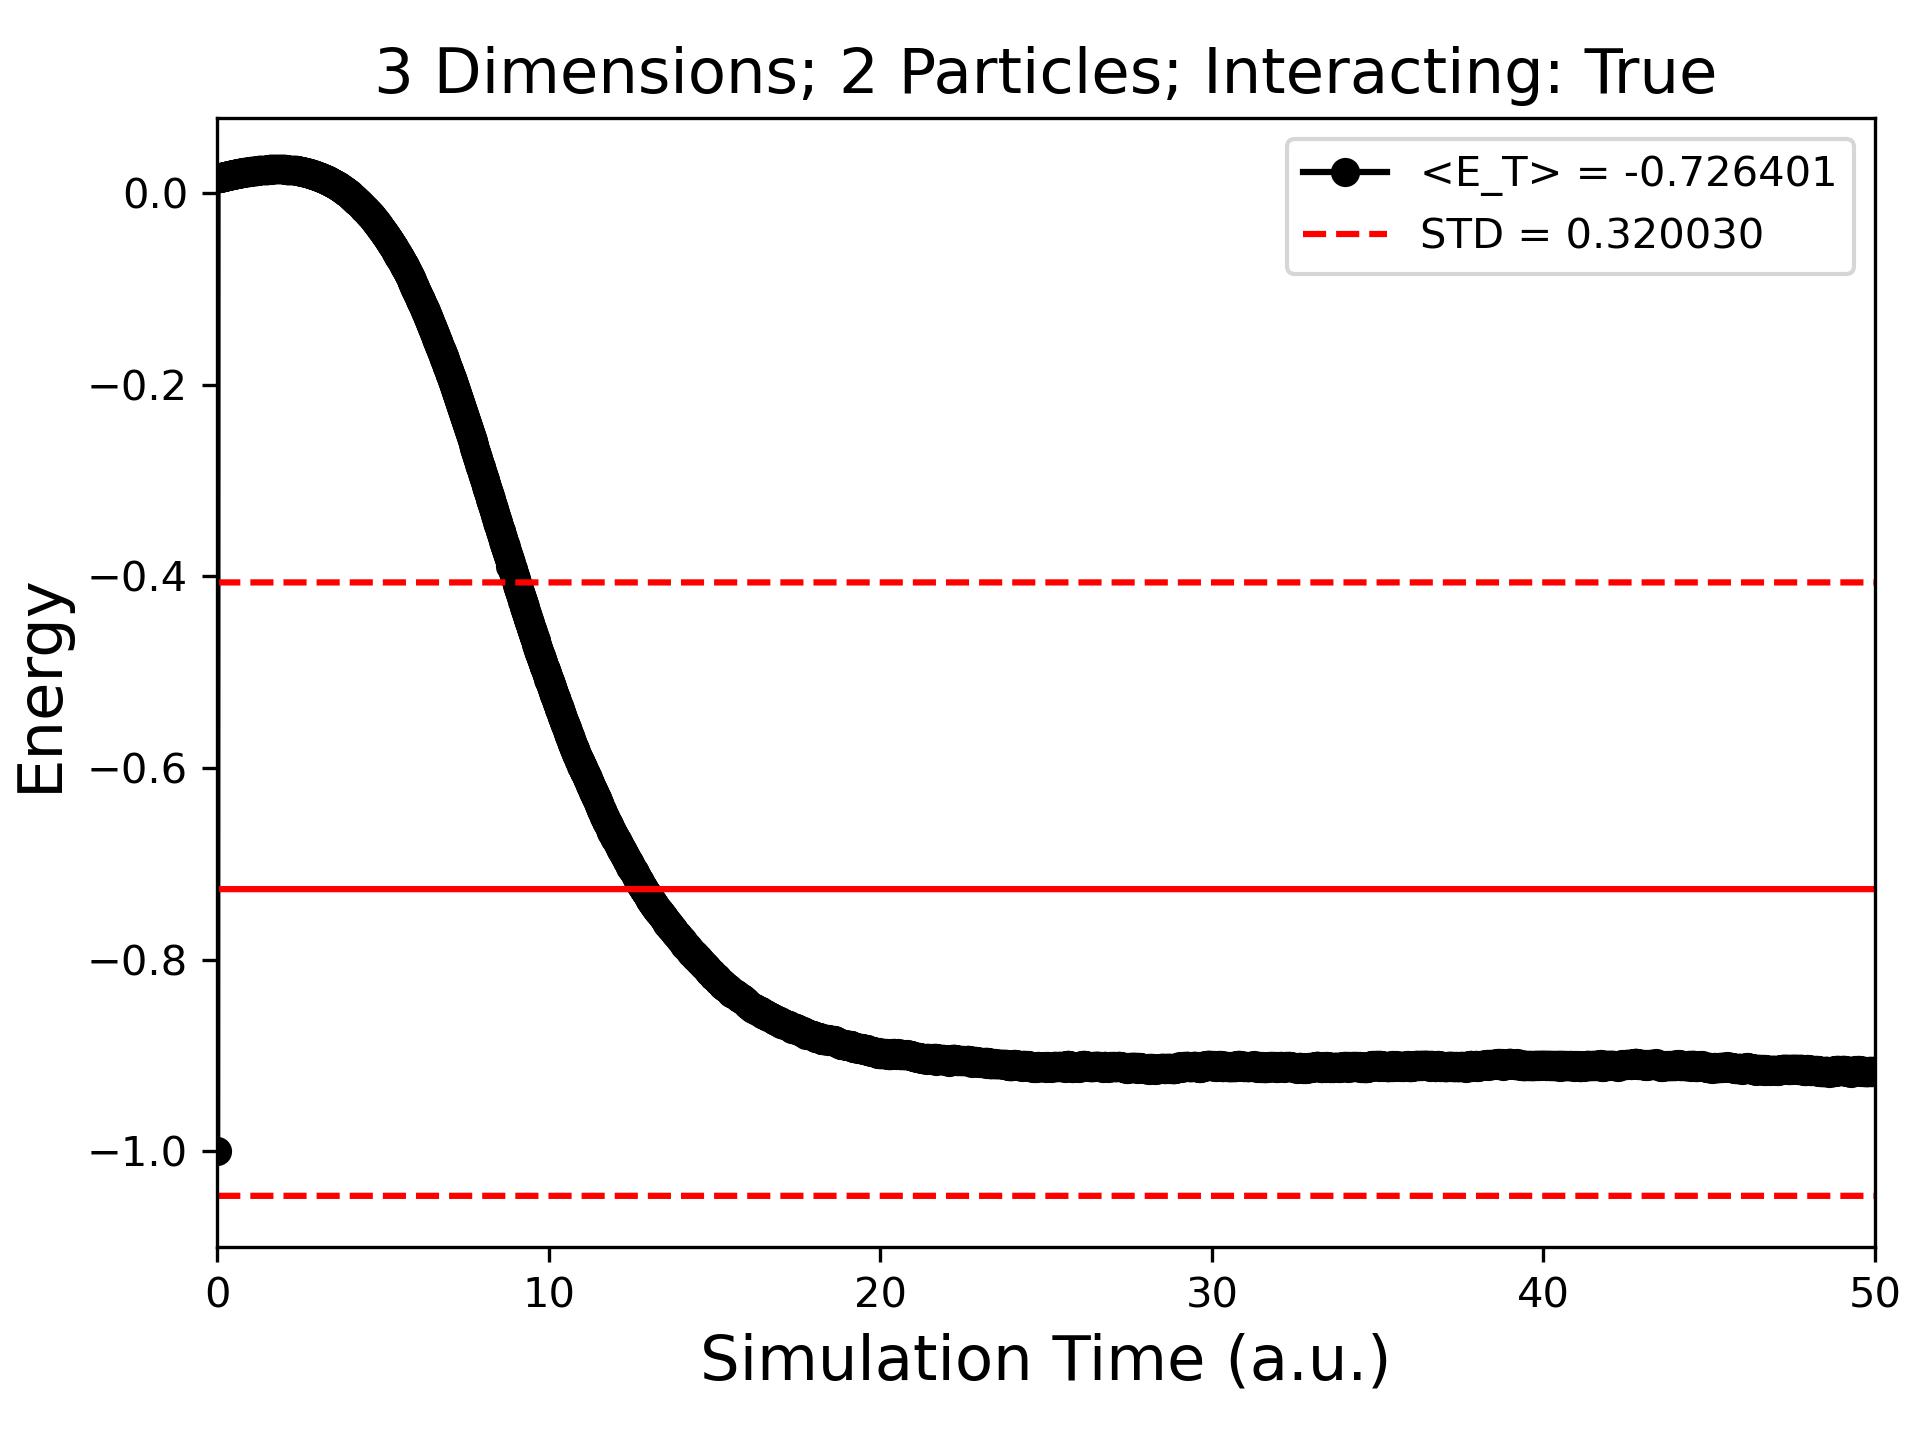 3 Dimensions; 2 Particles; Interacting: True
<E_T> = -0.726401
STD = 0.320030
Energy
0.0
−0.2
−0.4
−0.6
−0.8
−1.0
0 10 20 30 40 50
Simulation Time (a.u.)